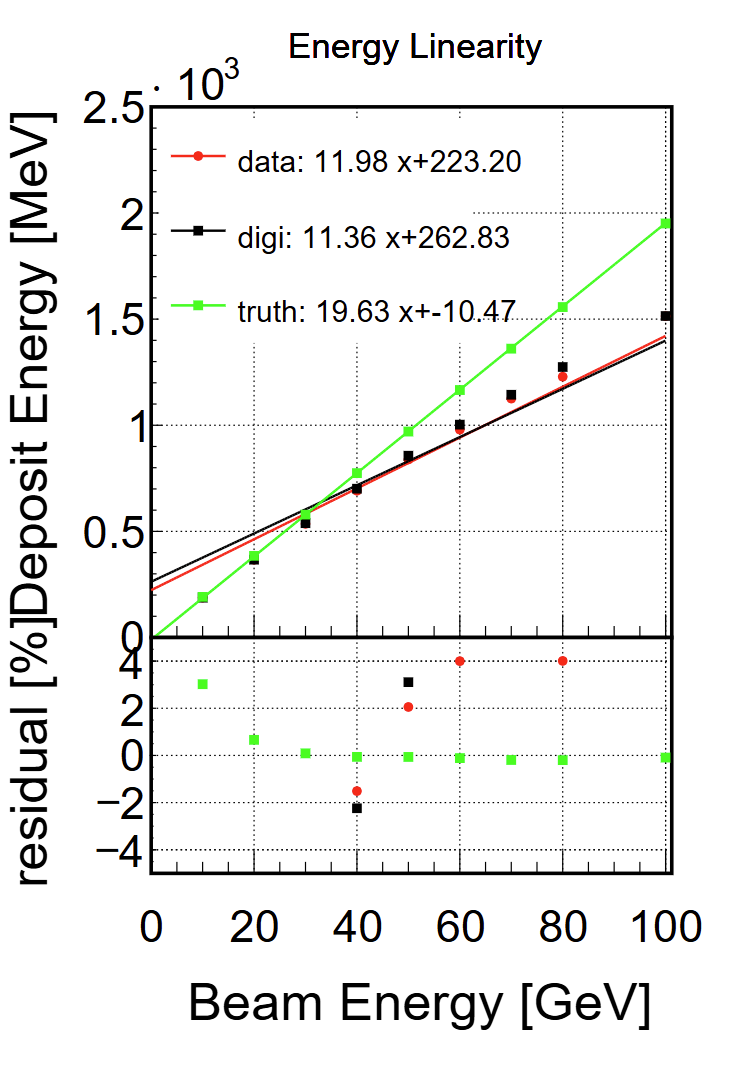 Energy Linearity
· 10³
2.5
data: 11.98 x+223.20
2
digi: 11.36 x+262.83
1.5
truth: 19.63 x+-10.47
1
0.5
0
Deposit Energy [MeV]
4
2
0
−2
−4
residual [%]
0 20 40 60 80 100
Beam Energy [GeV]